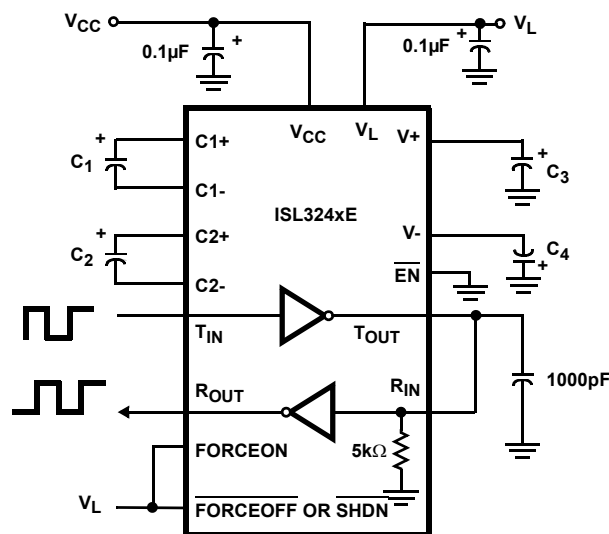 VCC
VL
0.1µF +
0.1µF +
VCC VL
C1+ V+
+ C1
+ C3
C1-
ISL324xE
C2+ V-
+ C2
C4 +
C2-
EN
TIN TOUT
ROUT RIN
1000pF
FORCEON
5kΩ
VL
FORCEOFF OR SHDN